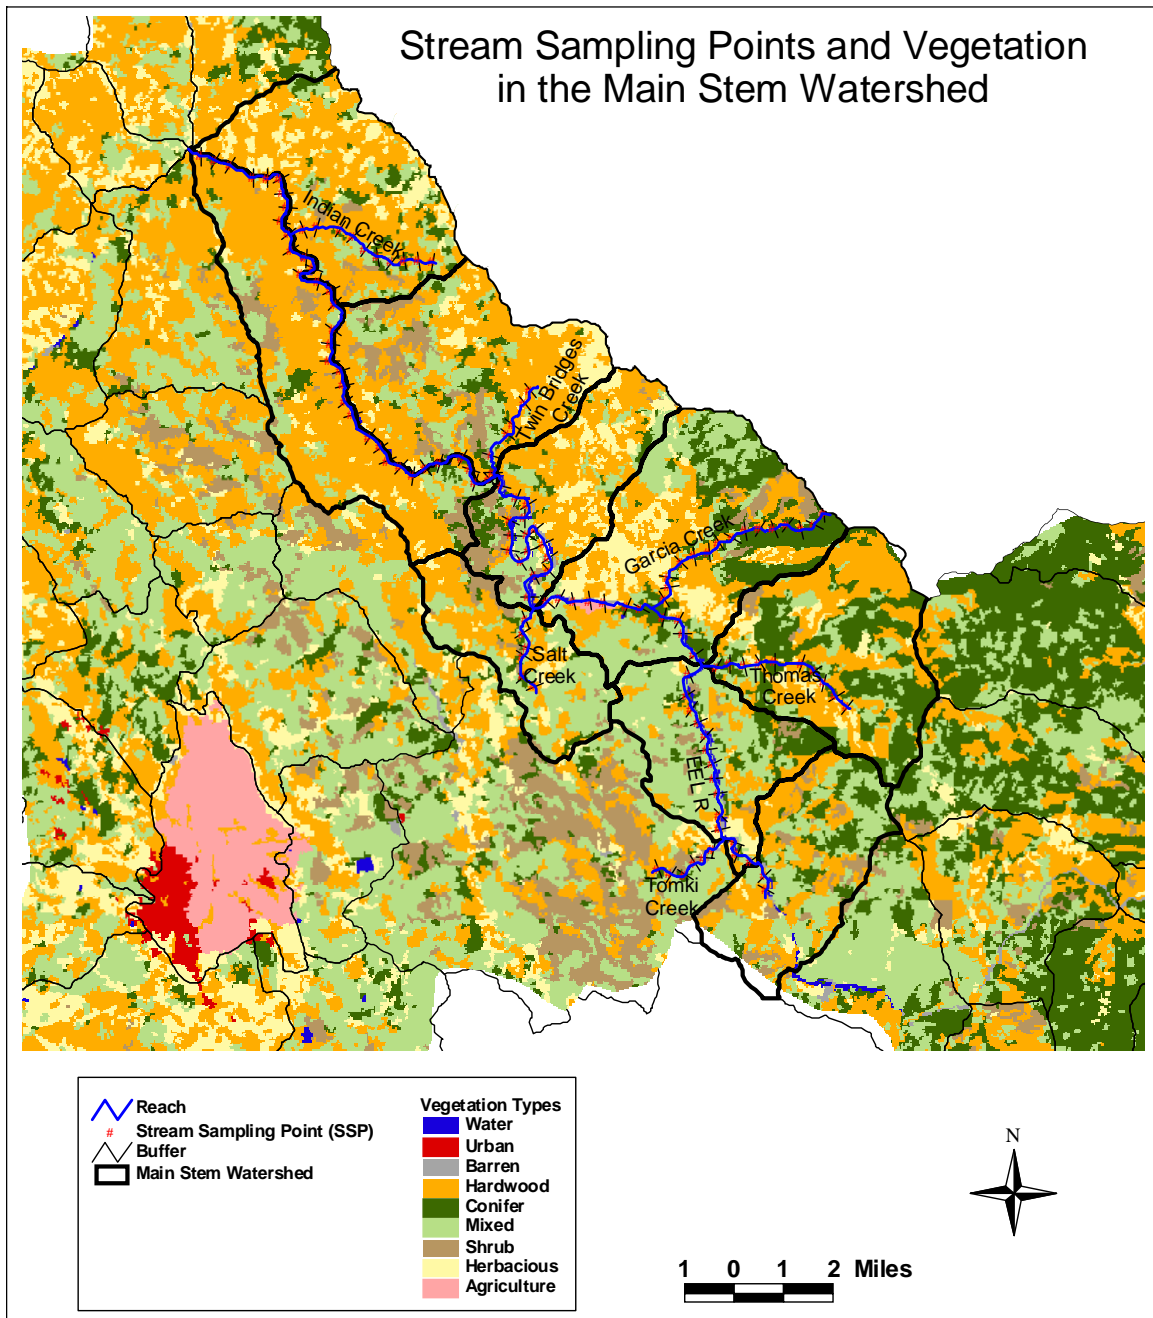 Stream Sampling Points and Vegetation
in the Main Stem Watershed
Indian Creek
Twin Bridges
Creek
Garcia Creek
Salt
Creek
Thomas
Creek
EEL R
Tomki
Creek
Reach
# Stream Sampling Point (SSP)
Buffer
Main Stem Watershed
Vegetation Types
Water
Urban
Barren
Hardwood
Conifer
Mixed
Shrub
Herbacious
Agriculture
N
1 0 1 2 Miles